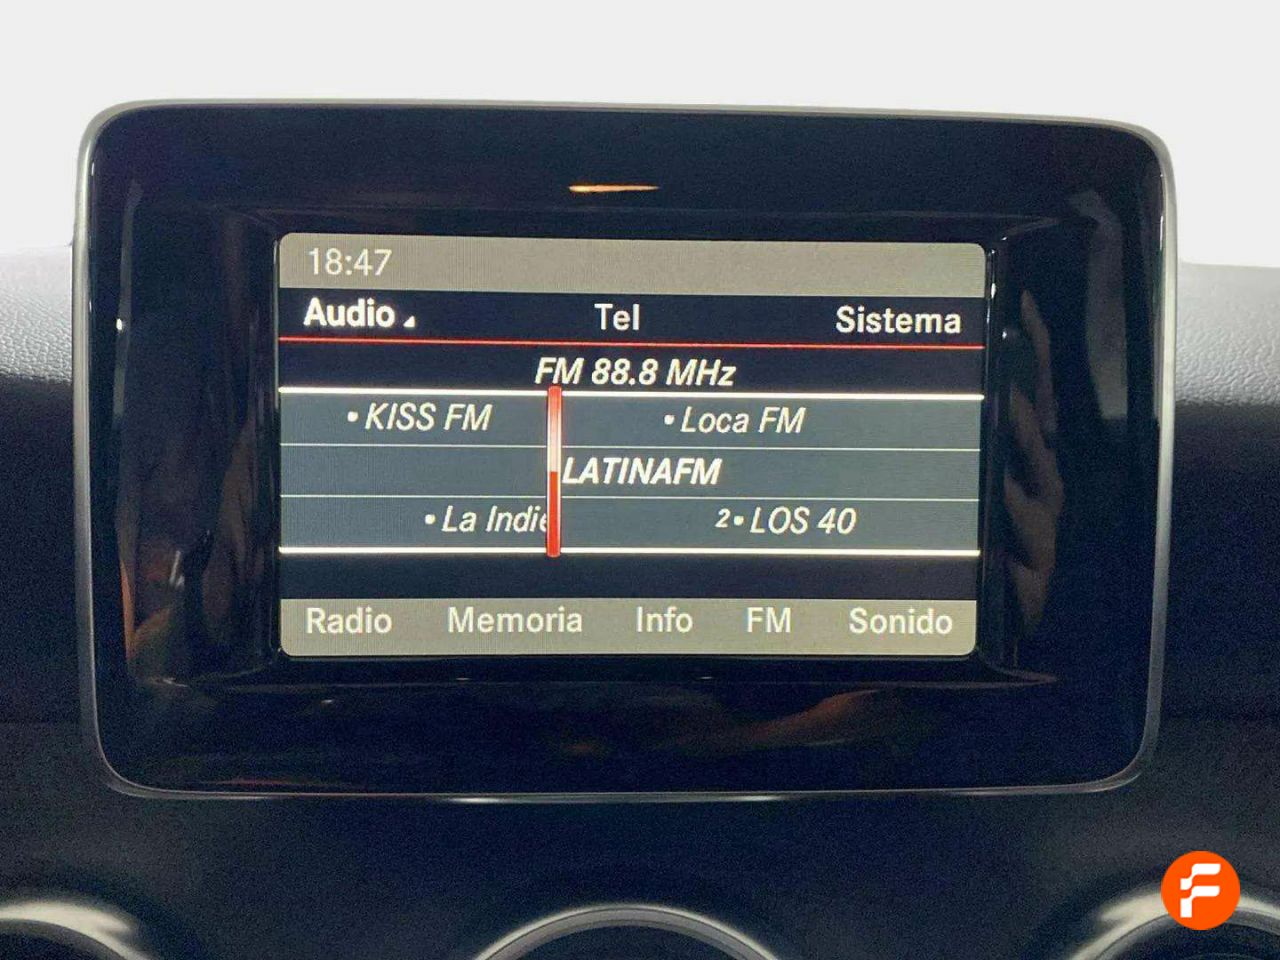 18:47
Audio Tel Sistema
FM 88.8 MHz
• KISS FM • Loca FM
LATINAFM
• La Indie 2• LOS 40
Radio Memoria Info FM Sonido
F